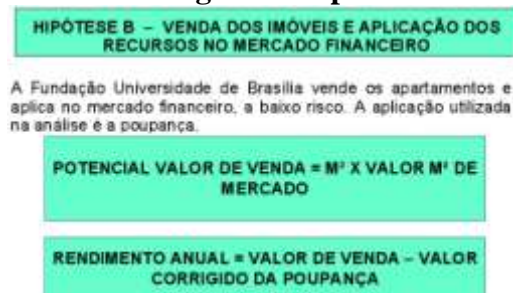 HIPÓTESE B – VENDA DOS IMÓVEIS E APLICAÇÃO DOS
RECURSOS NO MERCADO FINANCEIRO
A Fundação Universidade de Brasília vende os apartamentos e
aplica no mercado financeiro, a baixo risco. A aplicação utilizada
na análise é a poupança.
POTENCIAL VALOR DE VENDA = M² X VALOR M² DE
MERCADO
RENDIMENTO ANUAL = VALOR DE VENDA – VALOR
CORRIGIDO DA POUPANÇA